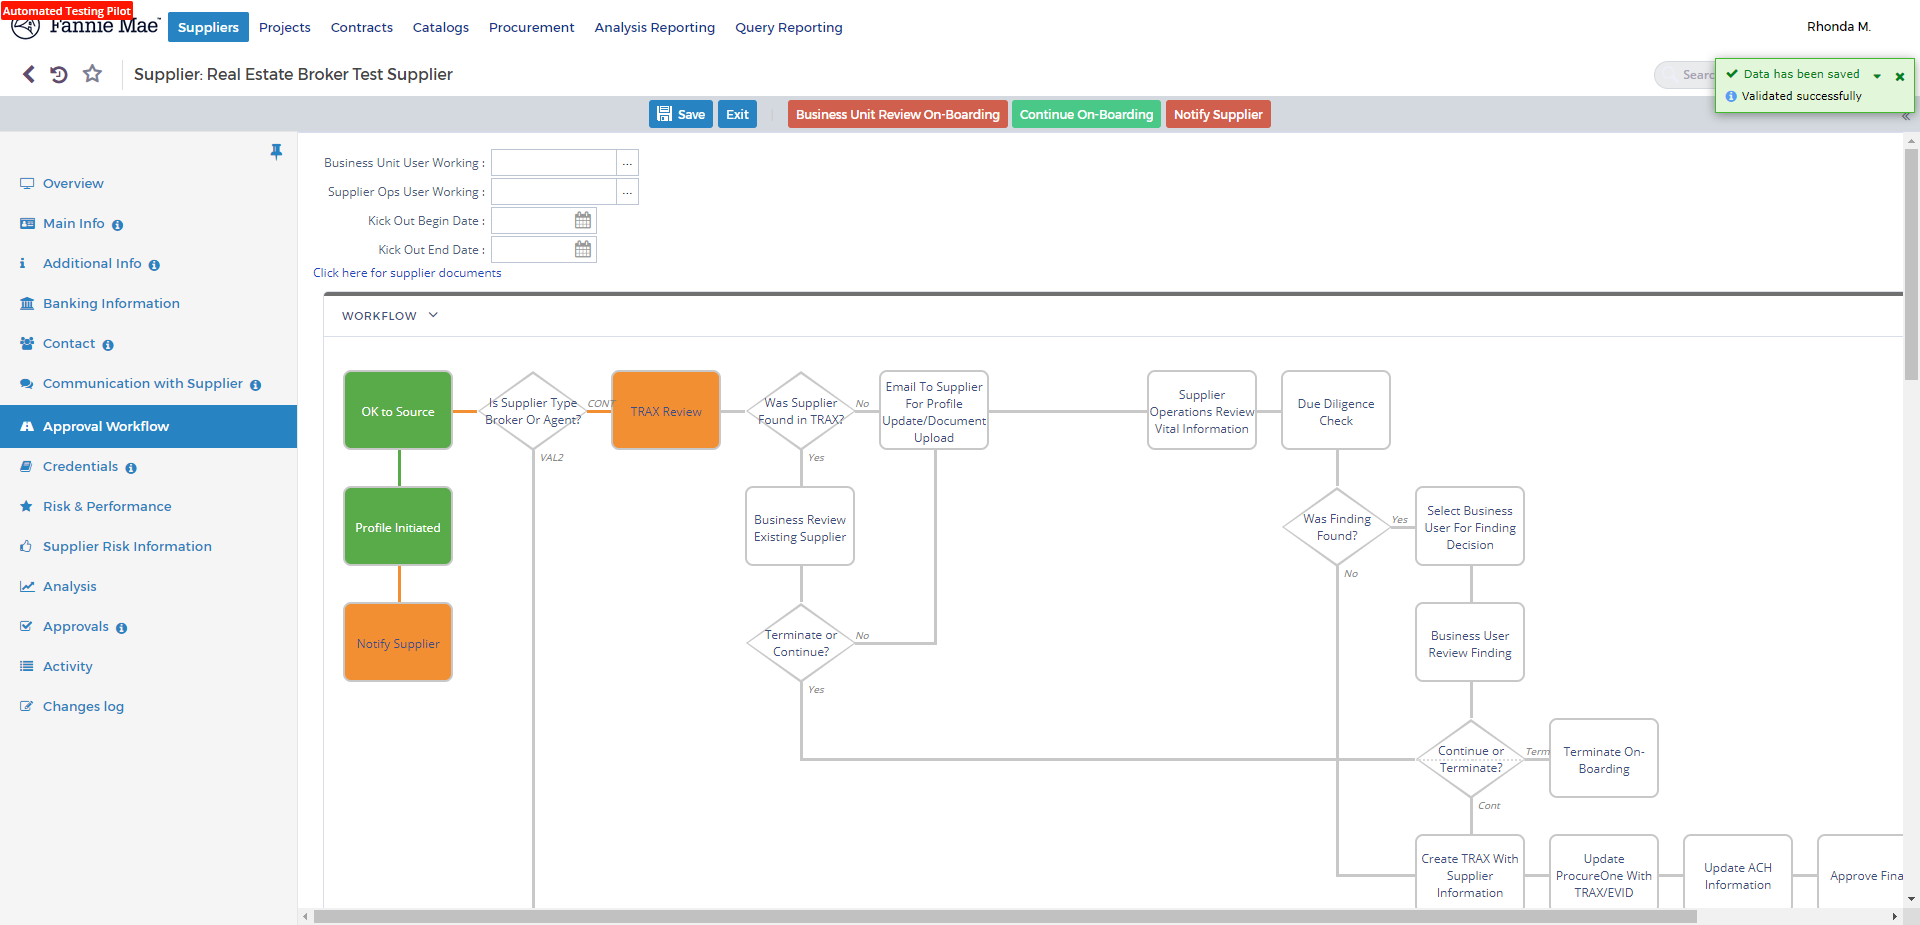 Automated Testing Pilot
Fannie Mae
Suppliers
Projects
Contracts
Catalogs
Procurement
Analysis Reporting
Query Reporting
Rhonda M.
Supplier: Real Estate Broker Test Supplier
Searc
Data has been saved
Validated successfully
Save
Exit
Business Unit Review On-Boarding
Continue On-Boarding
Notify Supplier
Overview
Main Info
Additional Info
Banking Information
Contact
Communication with Supplier
Approval Workflow
Credentials
Risk & Performance
Supplier Risk Information
Analysis
Approvals
Activity
Changes log
Business Unit User Working :
...
Supplier Ops User Working :
...
Kick Out Begin Date :
Kick Out End Date :
Click here for supplier documents
WORKFLOW
OK to Source
Is Supplier Type
Broker Or Agent?
CONT
VAL2
TRAX Review
Was Supplier
Found in TRAX?
No
Yes
Email To Supplier
For Profile
Update/Document
Upload
Supplier
Operations Review
Vital Information
Due Diligence
Check
Profile Initiated
Business Review
Existing Supplier
Was Finding
Found?
Yes
No
Select Business
User For Finding
Decision
Notify Supplier
Terminate or
Continue?
No
Yes
Business User
Review Finding
Continue or
Terminate?
Term
Cont
Terminate On-
Boarding
Create TRAX With
Supplier
Information
Update
ProcureOne With
TRAX/EVID
Update ACH
Information
Approve Fina